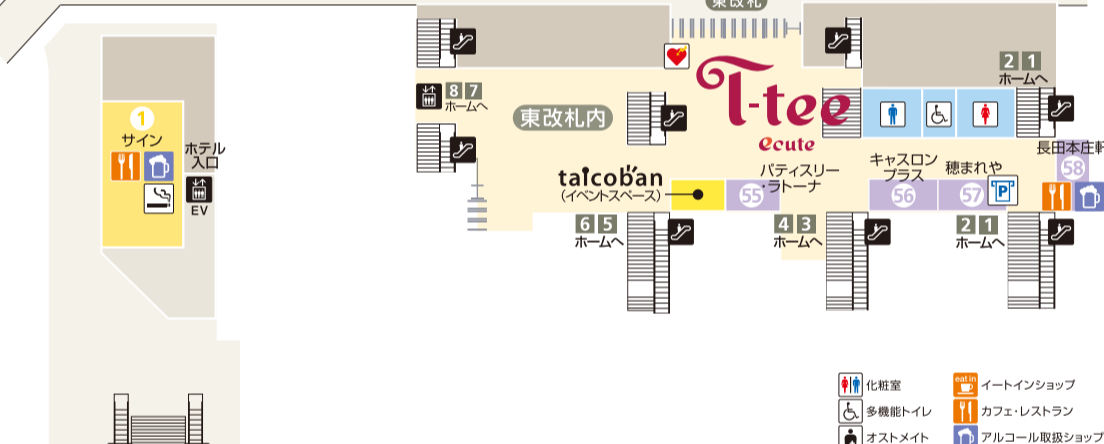 東改札
1
サイン
ホテル
入口
EV
8 7
ホームへ
東改札内
T-tee
ecute
2 1
ホームへ
taicoban
(イベントスペース)
55
パティスリー
・ラトーナ
キャスロン
プラス
56
穂まれや
57
P
長田本庄軒
58
6 5
ホームへ
4 3
ホームへ
2 1
ホームへ
化粧室
多機能トイレ
オストメイト
eat in
イートインショップ
カフェ・レストラン
アルコール取扱ショップ